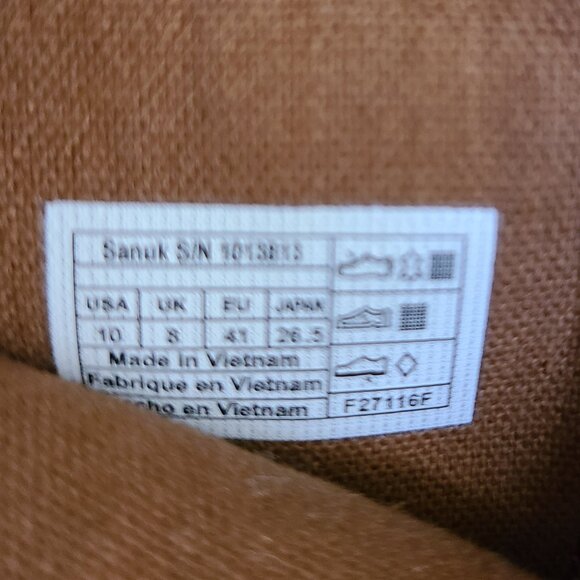 Sanuk S/N 1013813
USA UK EU JAPAN
10 8 41 26.5
Made in Vietnam
Fabrique en Vietnam
en Vietnam
F27116F